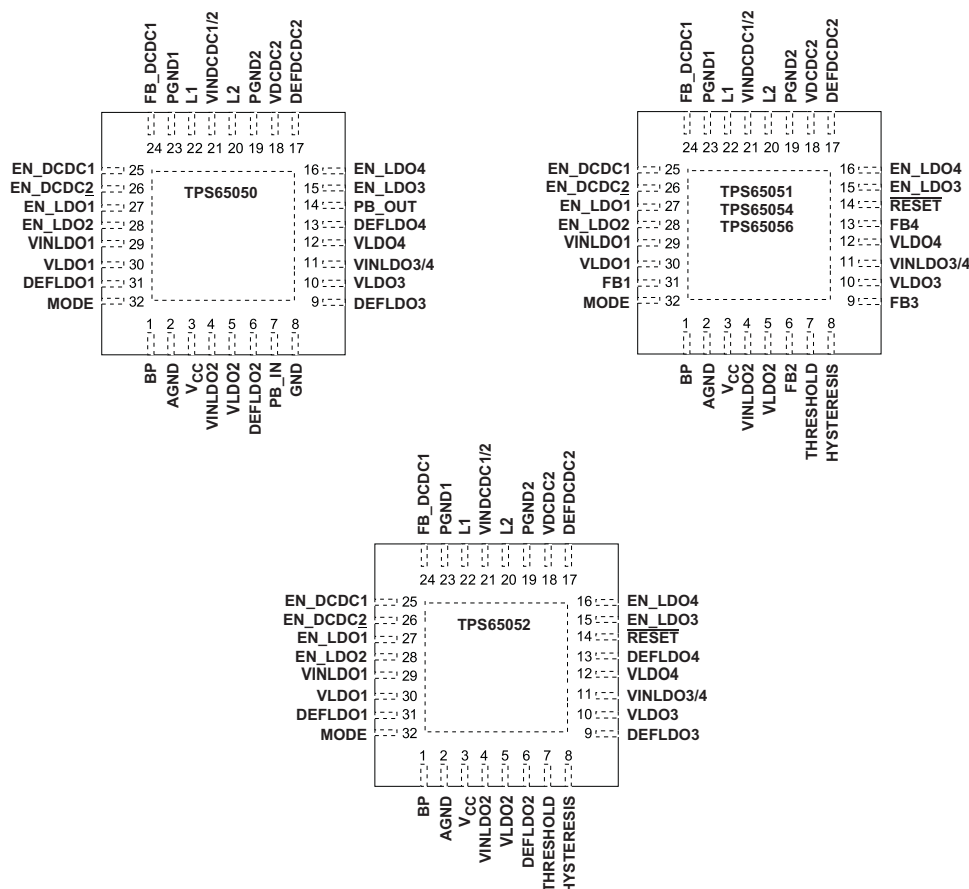 FB_DCDC1
PGND1
L1
VINDCDC1/2
L2
PGND2
VDCDC2
DEFDCDC2
24 23 22 21 20 19 18 17
EN_DCDC1 25
EN_DCDC2 26
EN_LDO1 27
EN_LDO2 28
VINLDO1 29
VLDO1 30
DEFLDO1 31
MODE 32
TPS65050
16 EN_LDO4
15 EN_LDO3
14 PB_OUT
13 DEFLDO4
12 VLDO4
11 VINLDO3/4
10 VLDO3
9 DEFLDO3
1 2 3 4 5 6 7 8
BP
AGND
VCC
VINLDO2
VLDO2
DEFLDO2
PB_IN
GND
FB_DCDC1
PGND1
L1
VINDCDC1/2
L2
PGND2
VDCDC2
DEFDCDC2
24 23 22 21 20 19 18 17
EN_DCDC1 25
EN_DCDC2 26
EN_LDO1 27
EN_LDO2 28
VINLDO1 29
VLDO1 30
FB1 31
MODE 32
TPS65051
TPS65054
TPS65056
16 EN_LDO4
15 EN_LDO3
14 RESET
13 FB4
12 VLDO4
11 VINLDO3/4
10 VLDO3
9 FB3
1 2 3 4 5 6 7 8
BP
AGND
VCC
VINLDO2
VLDO2
FB2
THRESHOLD
HYSTERESIS
FB_DCDC1
PGND1
L1
VINDCDC1/2
L2
PGND2
VDCDC2
DEFDCDC2
24 23 22 21 20 19 18 17
EN_DCDC1 25
EN_DCDC2 26
EN_LDO1 27
EN_LDO2 28
VINLDO1 29
VLDO1 30
DEFLDO1 31
MODE 32
TPS65052
16 EN_LDO4
15 EN_LDO3
14 RESET
13 DEFLDO4
12 VLDO4
11 VINLDO3/4
10 VLDO3
9 DEFLDO3
1 2 3 4 5 6 7 8
BP
AGND
VCC
VINLDO2
VLDO2
DEFLDO2
THRESHOLD
HYSTERESIS